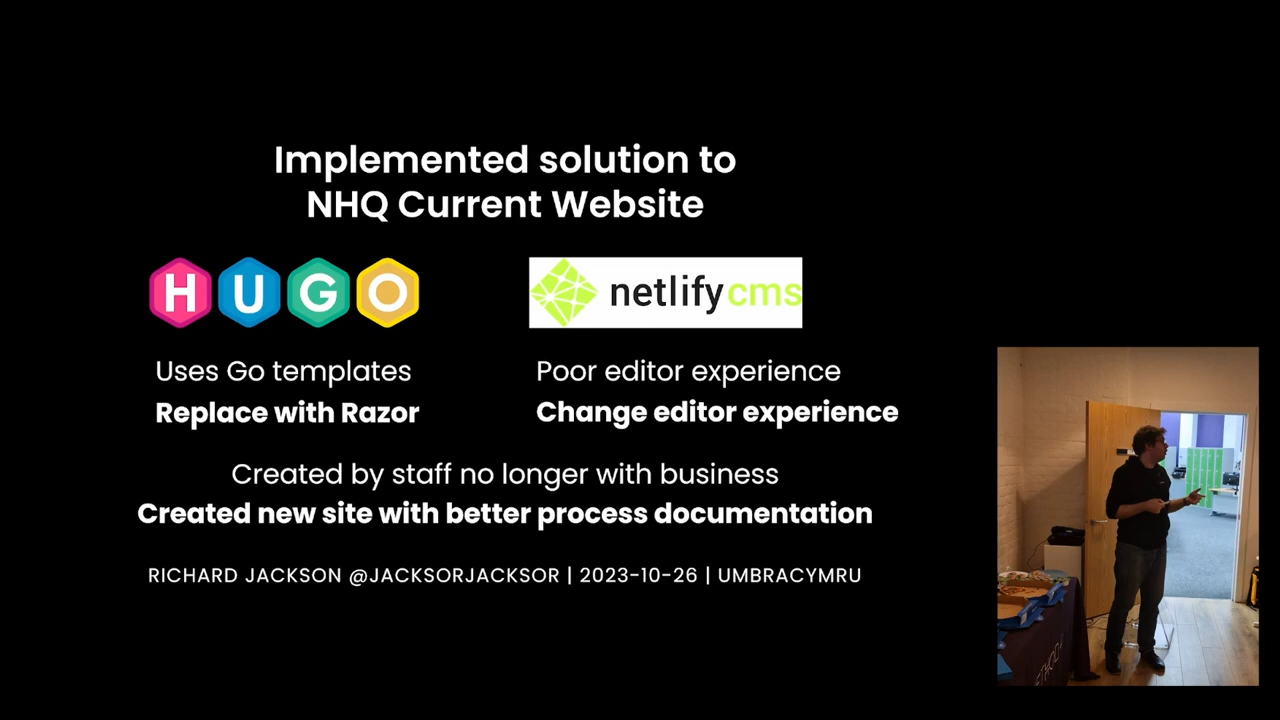 Implemented solution to
NHQ Current Website
HUGO
netlifycms
Uses Go templates
Poor editor experience
Replace with Razor
Change editor experience
Created by staff no longer with business
Created new site with better process documentation
RICHARD JACKSON @JACKSORJACKSOR | 2023-10-26 | UMBRACYMRU